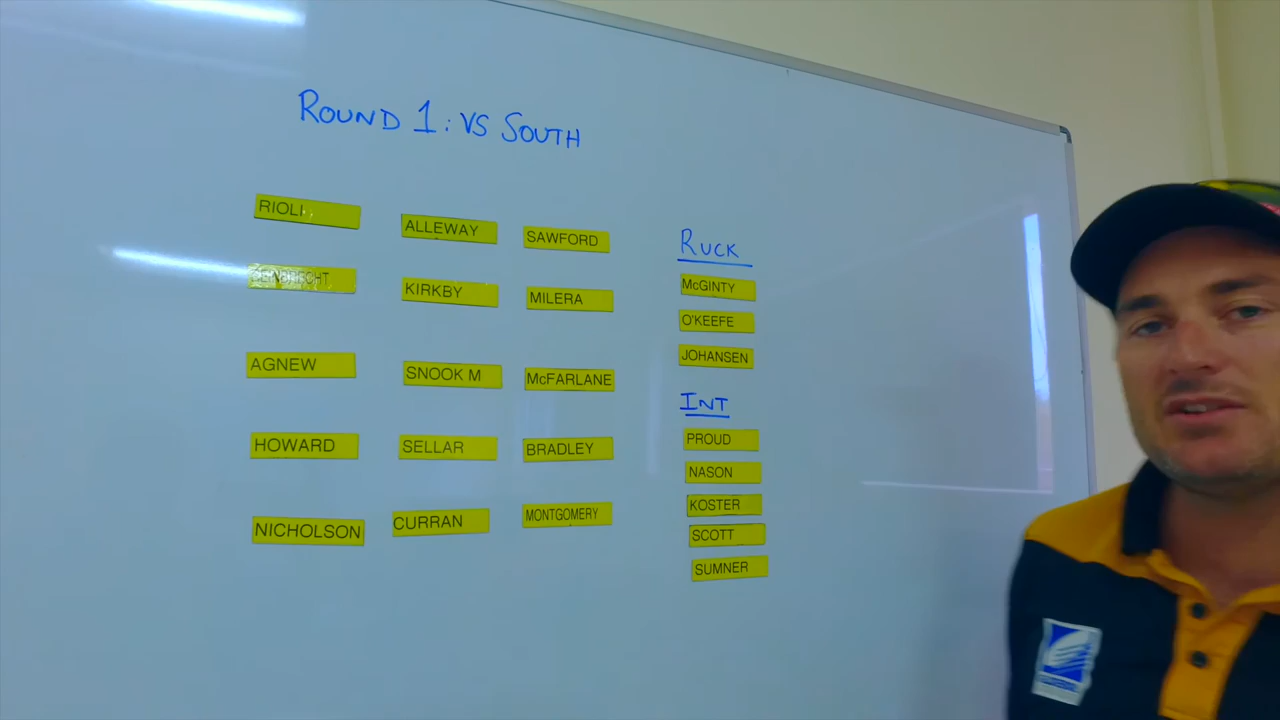 ROUND 1: VS SOUTH
RIOLI ALLEWAY SAWFORD
KIRKBY MILERA
AGNEW SNOOK M McFARLANE
HOWARD SELLAR BRADLEY
NICHOLSON CURRAN MONTGOMERY
RUCK
McGINTY
O'KEEFE
JOHANSEN
INT
PROUD
NASON
KOSTER
SCOTT
SUMNER